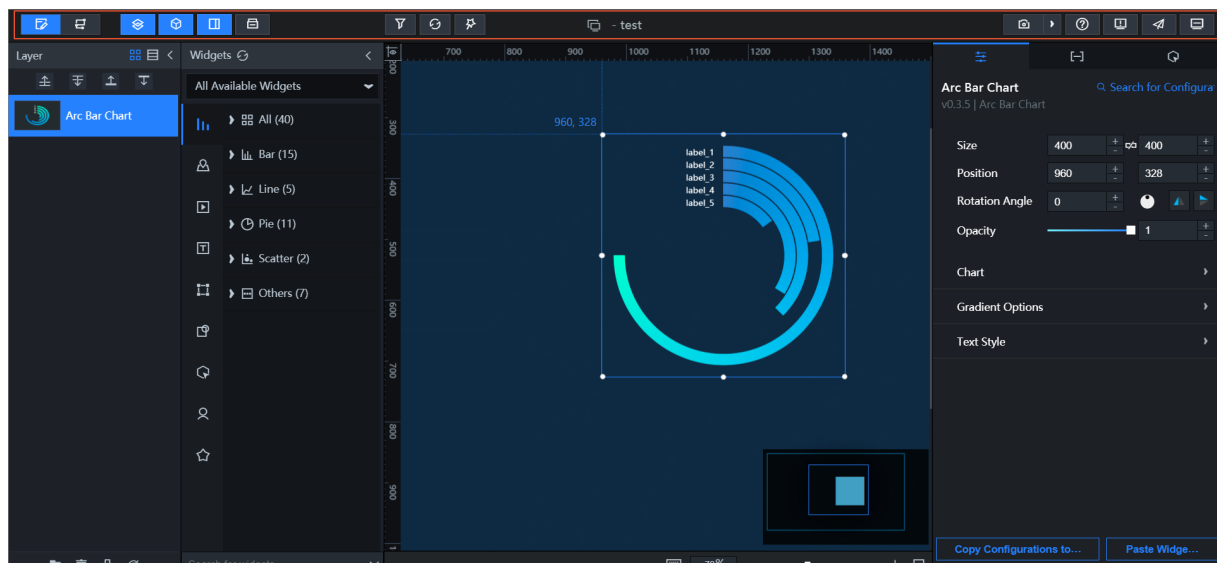 - test
Layer
Widgets
All Available Widgets
Arc Bar Chart
All (40)
Bar (15)
Line (5)
Pie (11)
Scatter (2)
Others (7)
700
800
900
1000
1100
1200
1300
1400
200
300
400
500
600
700
800
900
960, 328
label_1
label_2
label_3
label_4
label_5
Arc Bar Chart
Search for Configura
v0.3.5 | Arc Bar Chart
Size 400 400
Position 960 328
Rotation Angle 0
Opacity 1
Chart
Gradient Options
Text Style
Copy Configurations to...
Paste Widge...
Search for widgets